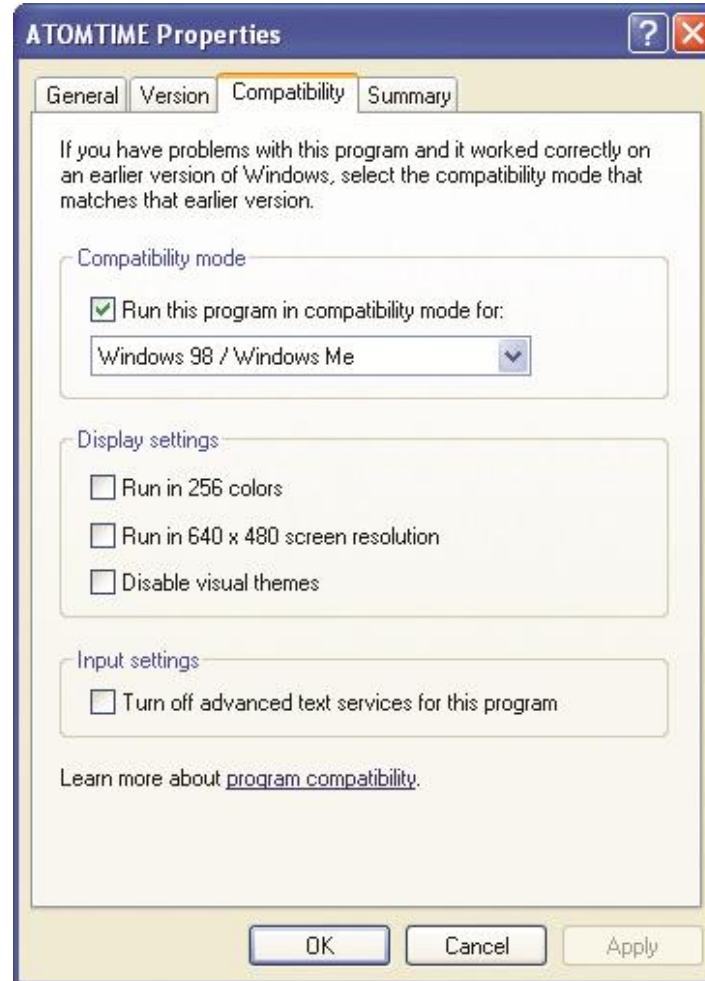 ATOMTIME Properties
General Version Compatibility Summary
If you have problems with this program and it worked correctly on
an earlier version of Windows, select the compatibility mode that
matches that earlier version.
Compatibility mode
Run this program in compatibility mode for:
Windows 98 / Windows Me
Display settings
Run in 256 colors
Run in 640 x 480 screen resolution
Disable visual themes
Input settings
Turn off advanced text services for this program
Learn more about program compatibility.
OK Cancel Apply